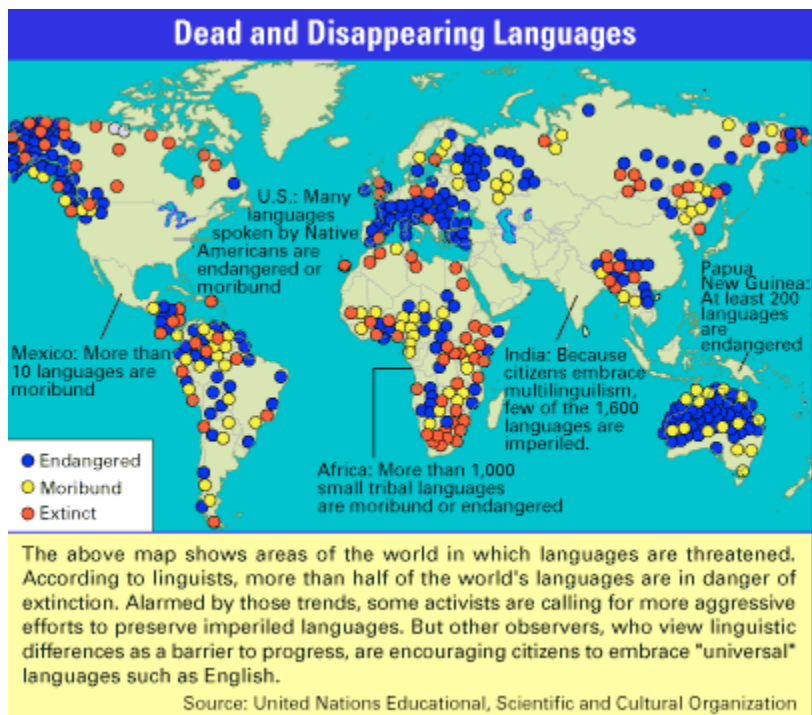 Dead and Disappearing Languages
U.S.: Many
languages
spoken by Native
Americans are
endangered or
moribund
Papua
New Guinea:
At least 200
languages
are
endangered
Mexico: More than
10 languages are
moribund
India: Because
citizens embrace
multilinguilism,
few of the 1,600
languages are
imperiled.
Africa: More than 1,000
small tribal languages
are moribund or endangered
Endangered
Moribund
Extinct
The above map shows areas of the world in which languages are threatened.
According to linguists, more than half of the world's languages are in danger of
extinction. Alarmed by those trends, some activists are calling for more aggressive
efforts to preserve imperiled languages. But other observers, who view linguistic
differences as a barrier to progress, are encouraging citizens to embrace "universal"
languages such as English.
Source: United Nations Educational, Scientific and Cultural Organization